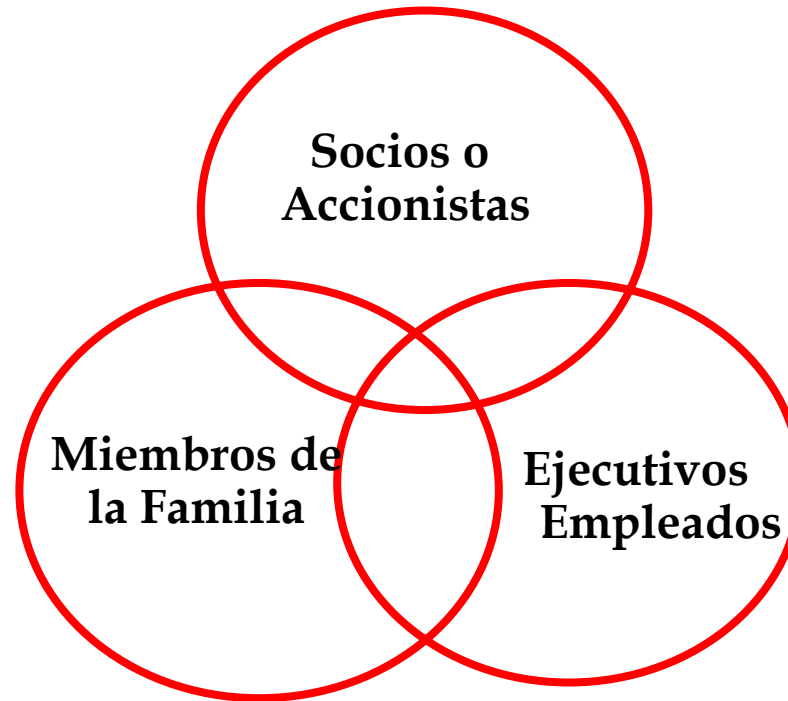 Socios o
Accionistas
Miembros de
la Familia
Ejecutivos
Empleados